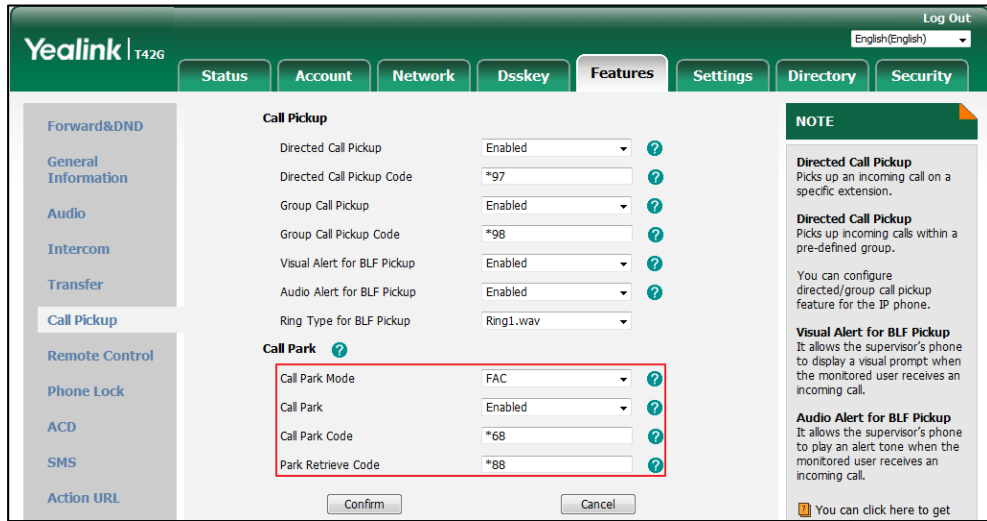 Log Out
Yealink T42G
English(English)
Status Account Network Dsskey Features Settings Directory Security
Forward&DND
General
Information
Audio
Intercom
Transfer
Call Pickup
Remote Control
Phone Lock
ACD
SMS
Action URL
Call Pickup
Directed Call Pickup Enabled ?
Directed Call Pickup Code *97 ?
Group Call Pickup Enabled ?
Group Call Pickup Code *98 ?
Visual Alert for BLF Pickup Enabled ?
Audio Alert for BLF Pickup Enabled ?
Ring Type for BLF Pickup Ring1.wav
Call Park ?
Call Park Mode FAC ?
Call Park Enabled ?
Call Park Code *68 ?
Park Retrieve Code *88 ?
Confirm Cancel
NOTE
Directed Call Pickup
Picks up an incoming call on a
specific extension.
Directed Call Pickup
Picks up incoming calls within a
pre-defined group.
You can configure
directed/group call pickup
feature for the IP phone.
Visual Alert for BLF Pickup
It allows the supervisor's phone
to display a visual prompt when
the monitored user receives an
incoming call.
Audio Alert for BLF Pickup
It allows the supervisor's phone
to play an alert tone when the
monitored user receives an
incoming call.
? You can click here to get